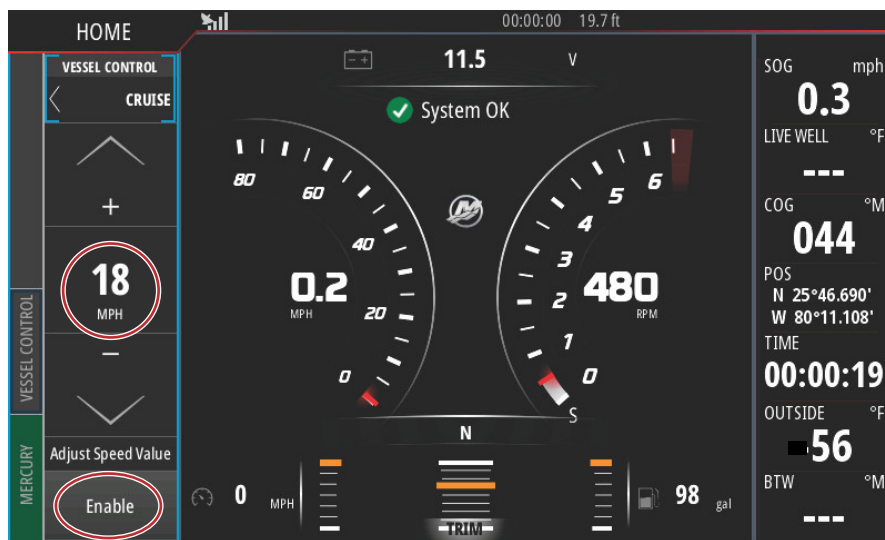 HOME
00:00:00 19.7 ft
VESSEL CONTROL
CRUISE
+
18
MPH
–
Adjust Speed Value
Enable
VESSEL CONTROL
MERCURY
- +
11.5 V
System OK
80
60
40
20
0
0.2
MPH
6
5
4
3
2
1
0
S
480
RPM
N
0 MPH
TRIM
98 gal
SOG mph
0.3
LIVE WELL °F
---
COG °M
044
POS
N 25°46.690'
W 80°11.108'
TIME
00:00:19
OUTSIDE °F
56
BTW °M
---